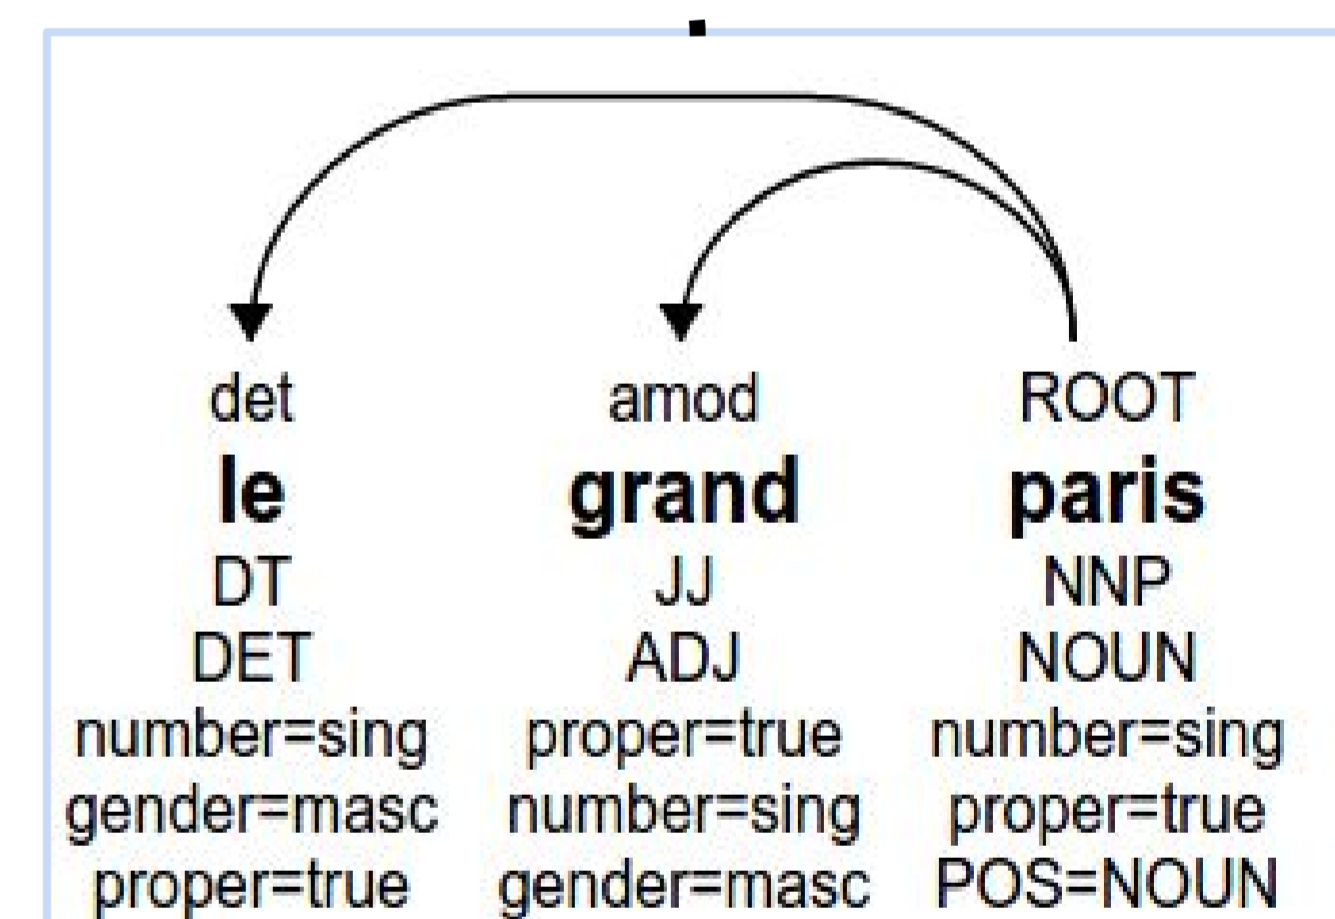 det amod ROOT
le grand paris
DT JJ NNP
DET ADJ NOUN
number=sing proper=true number=sing
gender=masc number=sing proper=true
proper=true gender=masc POS=NOUN